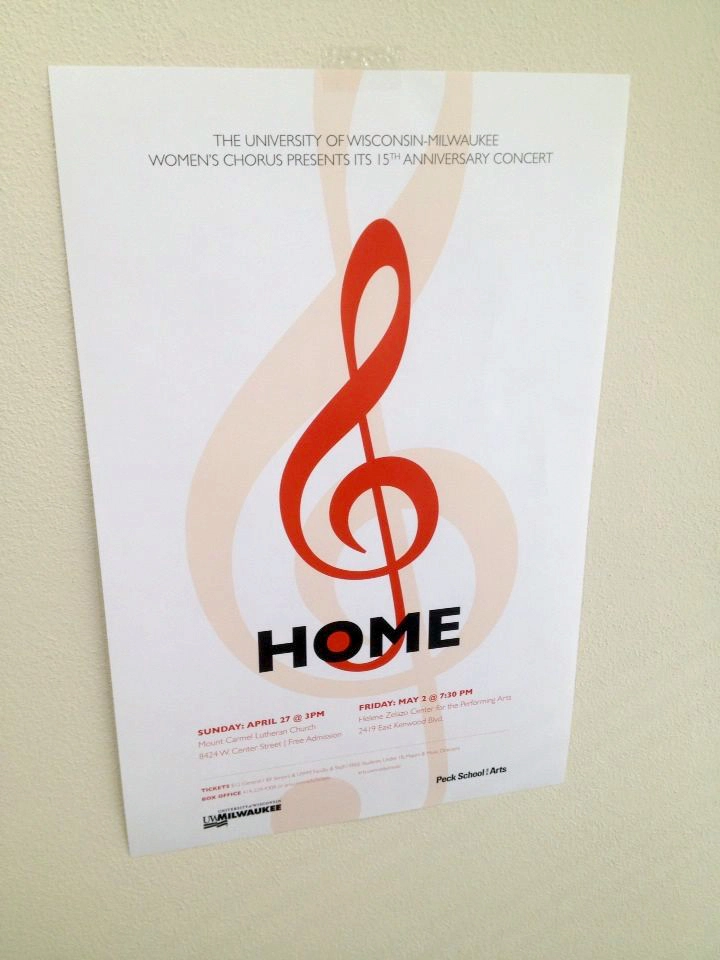 THE UNIVERSITY OF WISCONSIN-MILWAUKEE
WOMEN'S CHORUS PRESENTS ITS 15TH ANNIVERSARY CONCERT
HOME
SUNDAY: APRIL 27 @ 3PM
Mount Carmel Lutheran Church
8424 W. Center Street | Free Admission
FRIDAY: MAY 2 @ 7:30 PM
Helene Zelazo Center for the Performing Arts
2419 East Kenwood Blvd.
TICKETS
BOX OFFICE
UNIVERSITY of WISCONSIN
UWMILWAUKEE
Peck School of the Arts